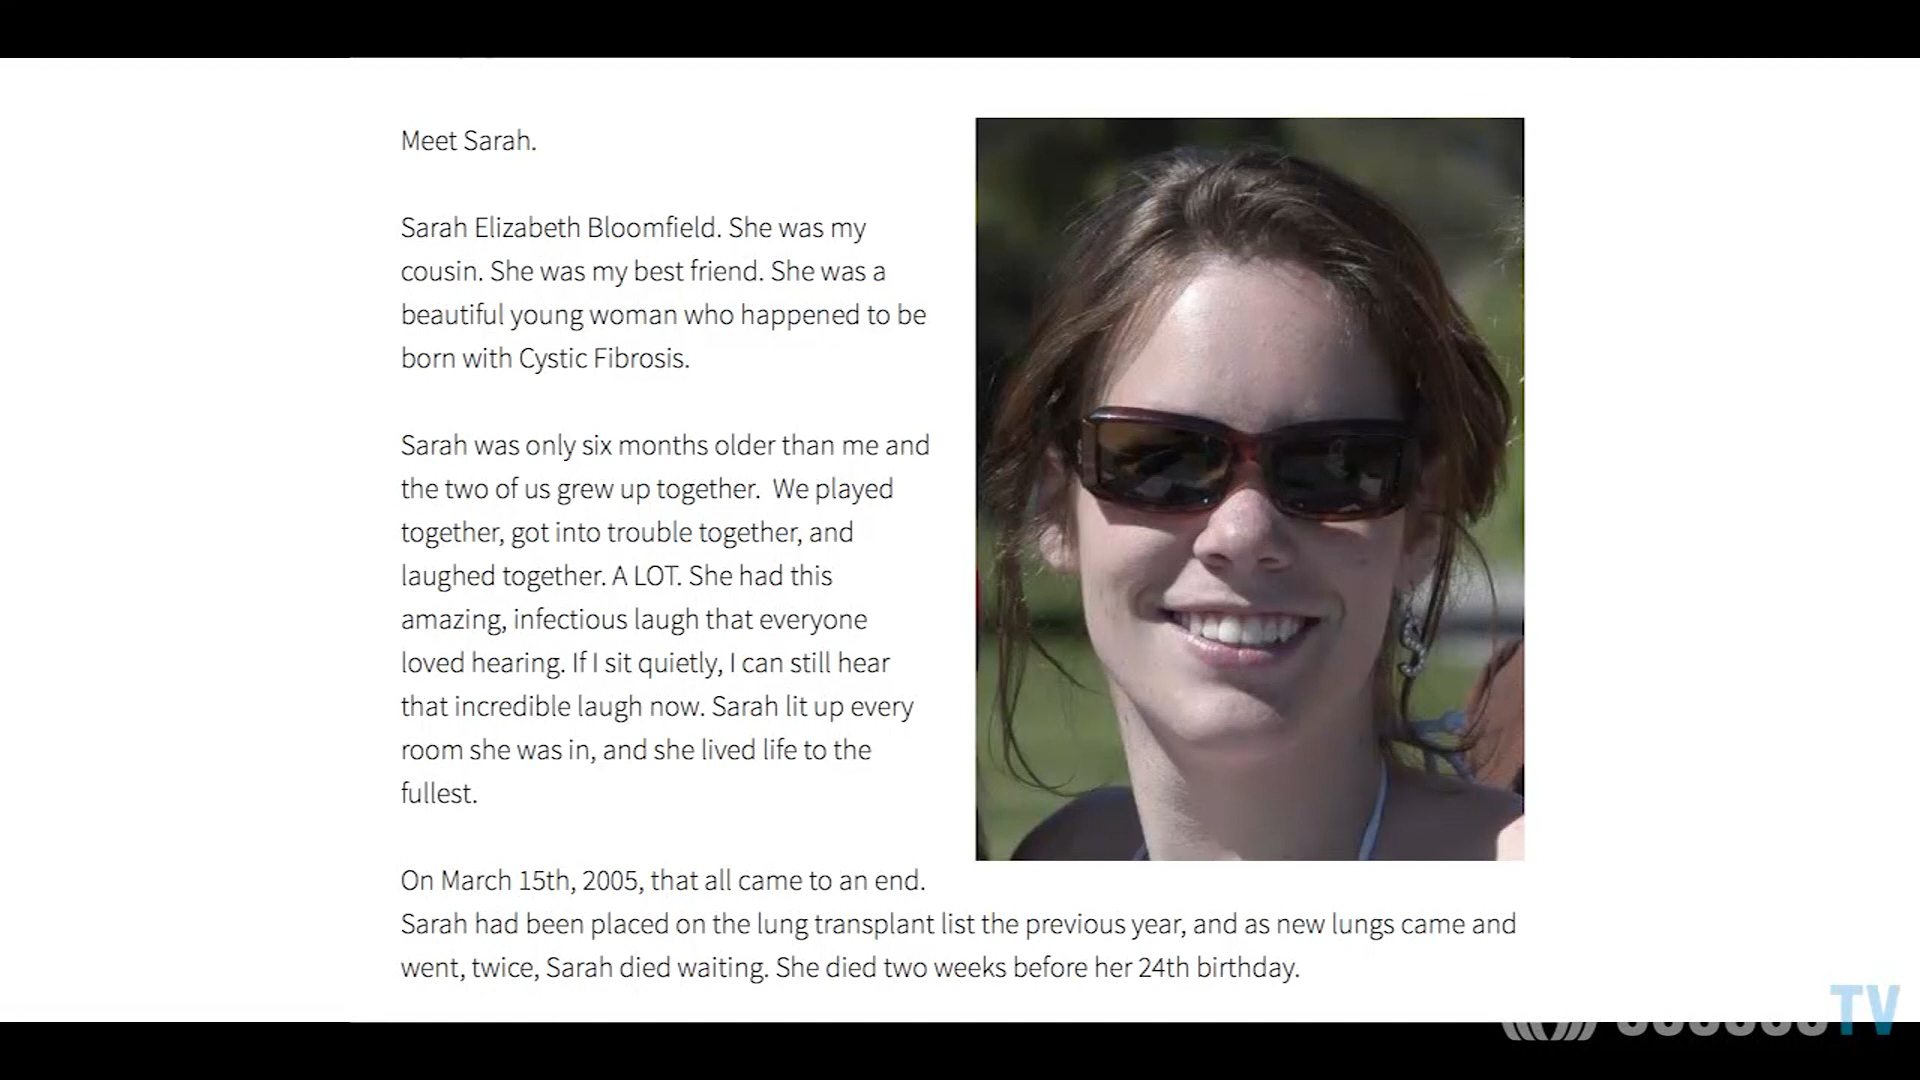 Meet Sarah.
Sarah Elizabeth Bloomfield. She was my
cousin. She was my best friend. She was a
beautiful young woman who happened to be
born with Cystic Fibrosis.
Sarah was only six months older than me and
the two of us grew up together.  We played
together, got into trouble together, and
laughed together. A LOT. She had this
amazing, infectious laugh that everyone
loved hearing. If I sit quietly, I can still hear
that incredible laugh now. Sarah lit up every
room she was in, and she lived life to the
fullest.
On March 15th, 2005, that all came to an end.
Sarah had been placed on the lung transplant list the previous year, and as new lungs came and
went, twice, Sarah died waiting. She died two weeks before her 24th birthday.
TV